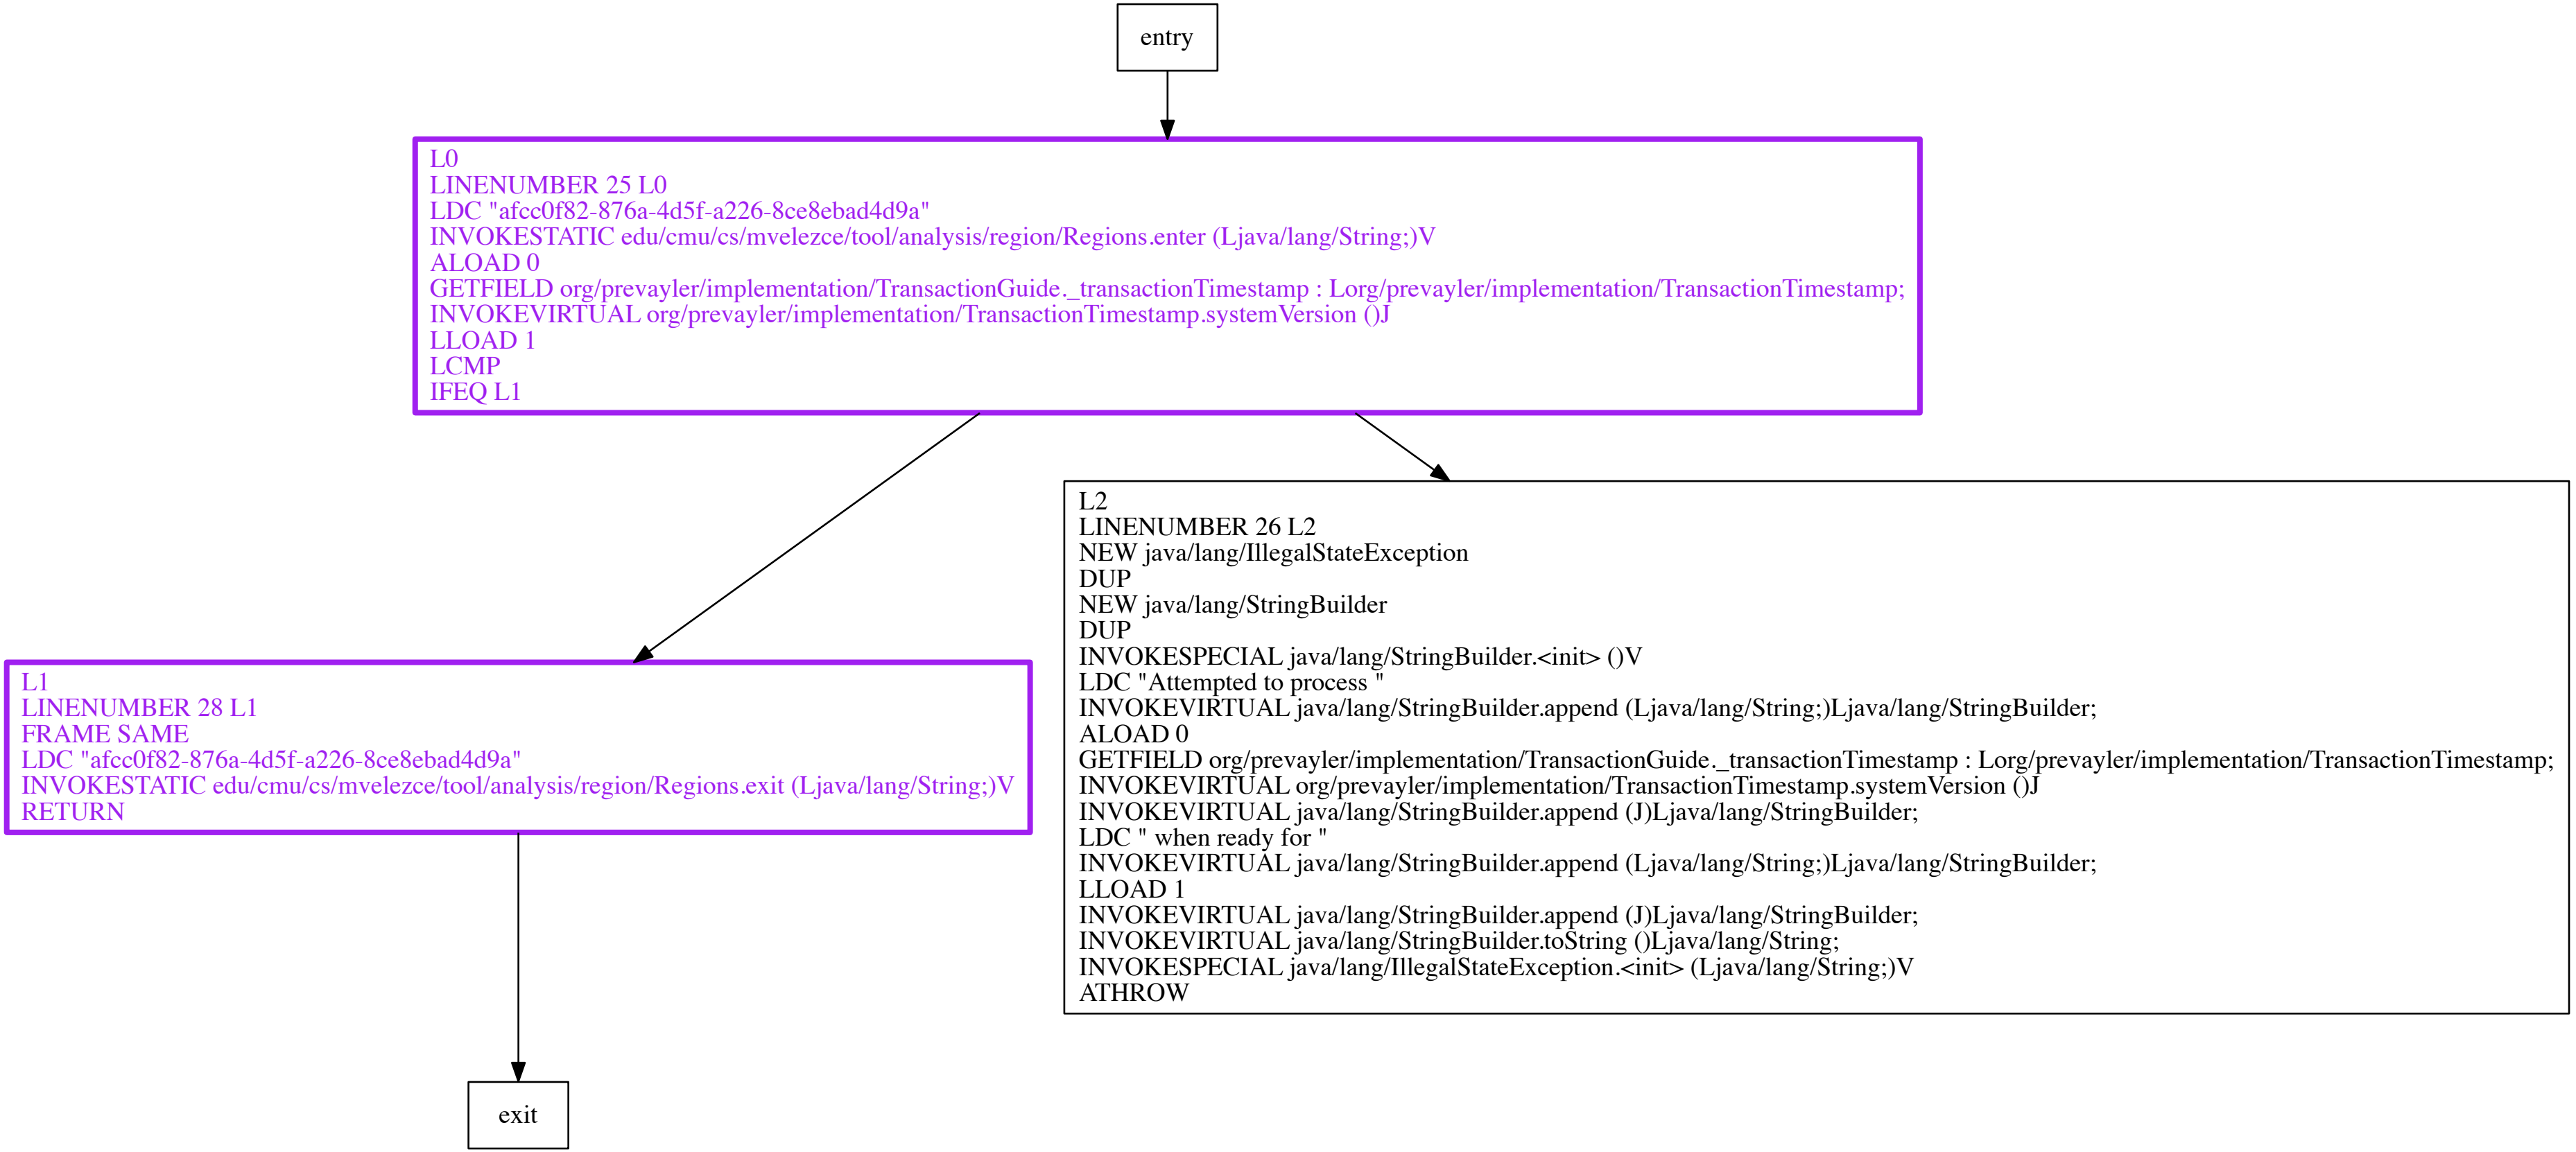 entry
L0
LINENUMBER 25 L0
LDC "afcc0f82-876a-4d5f-a226-8ce8ebad4d9a"
INVOKESTATIC edu/cmu/cs/mvelezce/tool/analysis/region/Regions.enter (Ljava/lang/String;)V
ALOAD 0
GETFIELD org/prevayler/implementation/TransactionGuide._transactionTimestamp : Lorg/prevayler/implementation/TransactionTimestamp;
INVOKEVIRTUAL org/prevayler/implementation/TransactionTimestamp.systemVersion ()J
LLOAD 1
LCMP
IFEQ L1
L2
LINENUMBER 26 L2
NEW java/lang/IllegalStateException
DUP
NEW java/lang/StringBuilder
DUP
INVOKESPECIAL java/lang/StringBuilder.<init> ()V
LDC "Attempted to process "
INVOKEVIRTUAL java/lang/StringBuilder.append (Ljava/lang/String;)Ljava/lang/StringBuilder;
ALOAD 0
GETFIELD org/prevayler/implementation/TransactionGuide._transactionTimestamp : Lorg/prevayler/implementation/TransactionTimestamp;
INVOKEVIRTUAL org/prevayler/implementation/TransactionTimestamp.systemVersion ()J
INVOKEVIRTUAL java/lang/StringBuilder.append (J)Ljava/lang/StringBuilder;
LDC " when ready for "
INVOKEVIRTUAL java/lang/StringBuilder.append (Ljava/lang/String;)Ljava/lang/StringBuilder;
LLOAD 1
INVOKEVIRTUAL java/lang/StringBuilder.append (J)Ljava/lang/StringBuilder;
INVOKEVIRTUAL java/lang/StringBuilder.toString ()Ljava/lang/String;
INVOKESPECIAL java/lang/IllegalStateException.<init> (Ljava/lang/String;)V
ATHROW
L1
LINENUMBER 28 L1
FRAME SAME
LDC "afcc0f82-876a-4d5f-a226-8ce8ebad4d9a"
INVOKESTATIC edu/cmu/cs/mvelezce/tool/analysis/region/Regions.exit (Ljava/lang/String;)V
RETURN
exit